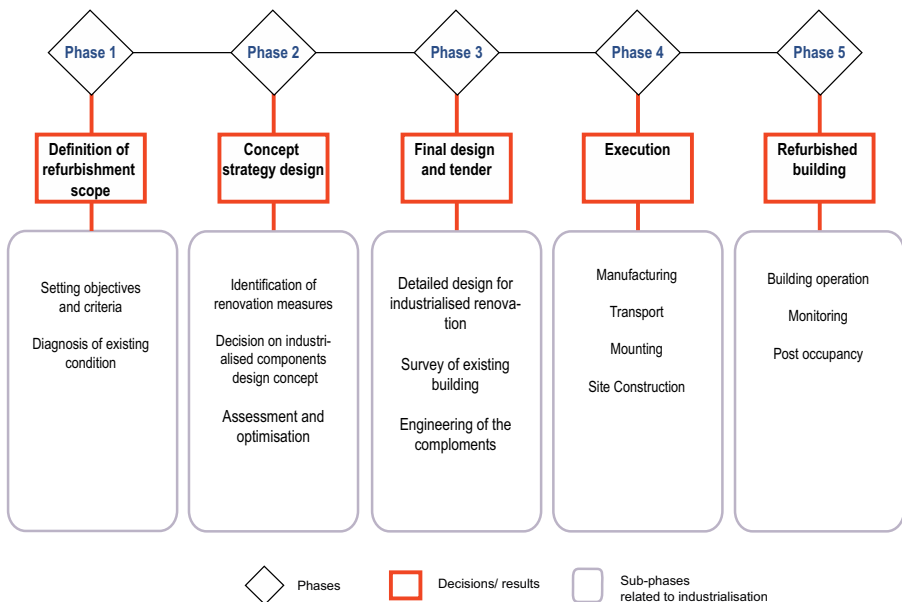 Phase 1
Phase 2
Phase 3
Phase 4
Phase 5
Definition of
refurbishment
scope
Concept
strategy design
Final design
and tender
Execution
Refurbished
building
Setting objectives
and criteria
Diagnosis of existing
condition
Identification of
renovation measures
Decision on industri-
alised components
design concept
Assessment and
optimisation
Detailed design for
industrialised renova-
tion
Survey of existing
building
Engineering of the
comploments
Manufacturing
Transport
Mounting
Site Construction
Building operation
Monitoring
Post occupancy
Phases
Decisions/ results
Sub-phases
related to industrialisation